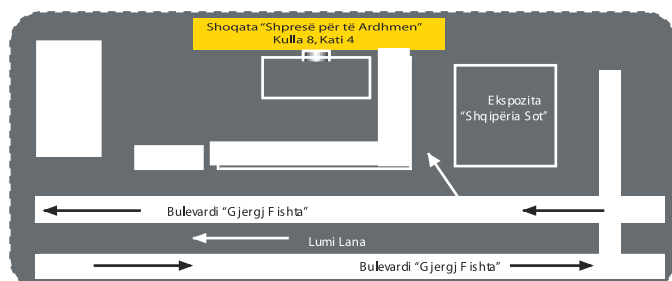 Shoqata “Shpresë për të Ardhmen”
Kulla 8, Kati 4
Ekspozita
“Shqipëria Sot”
Bulevardi “Gjergj Fishta”
Lumi Lana
Bulevardi “Gjergj Fishta”